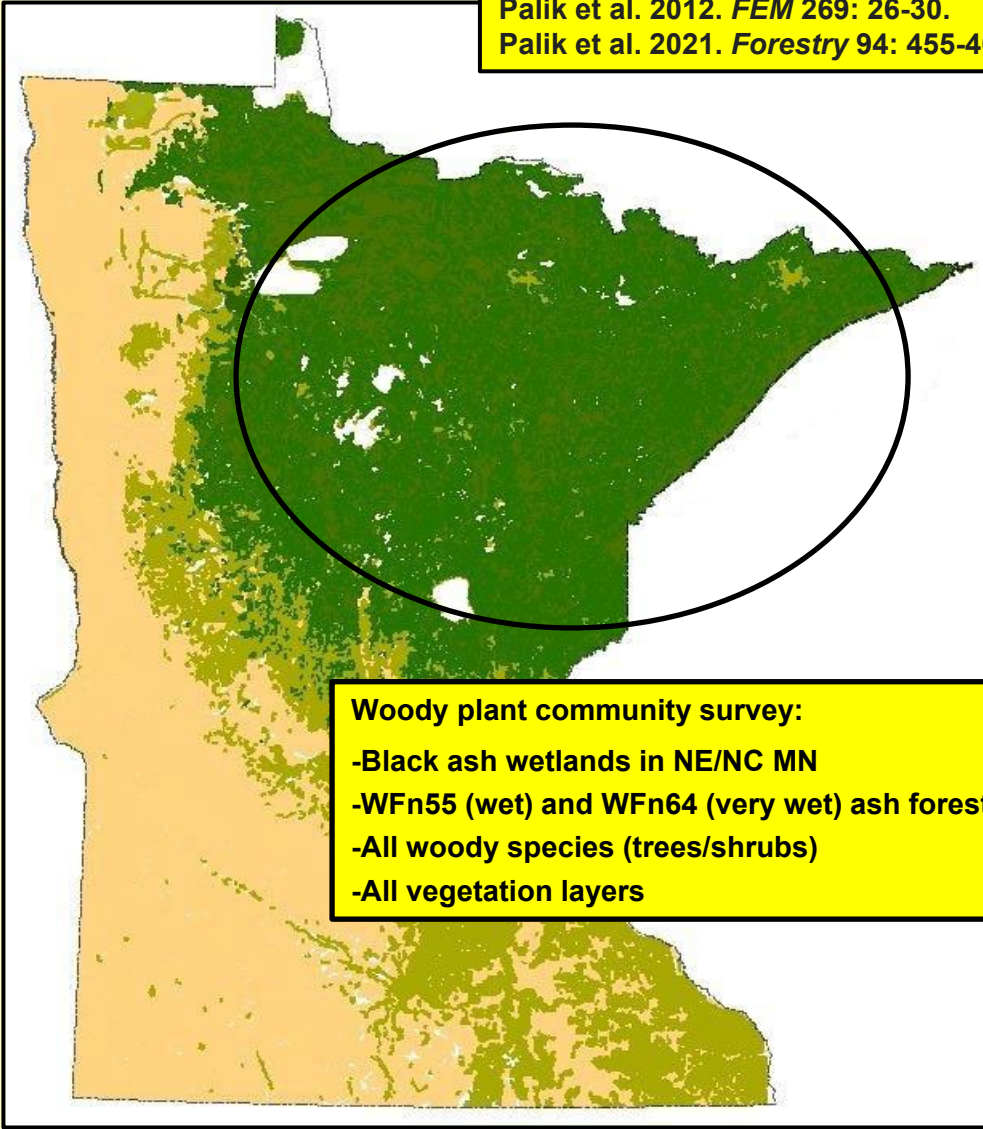 Palik et al. 2012. FEM 269: 26-30.
Palik et al. 2021. Forestry 94: 455-4
Woody plant community survey:
-Black ash wetlands in NE/NC MN
-WFn55 (wet) and WFn64 (very wet) ash forest
-All woody species (trees/shrubs)
-All vegetation layers